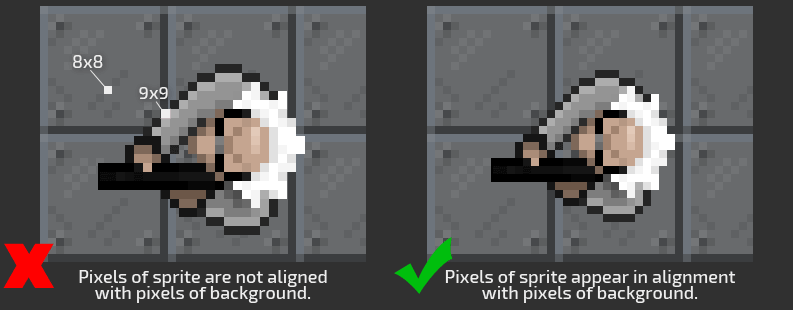 8x8
9x9
Pixels of sprite are not aligned
with pixels of background.
Pixels of sprite appear in alignment
with pixels of background.